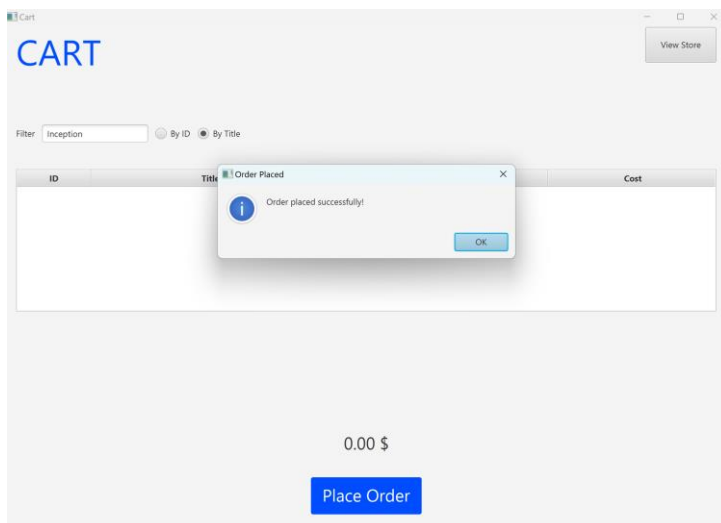 Cart
CART
View Store
Filter Inception By ID By Title
ID Title Cost
Order Placed
Order placed successfully!
OK
0.00 $
Place Order